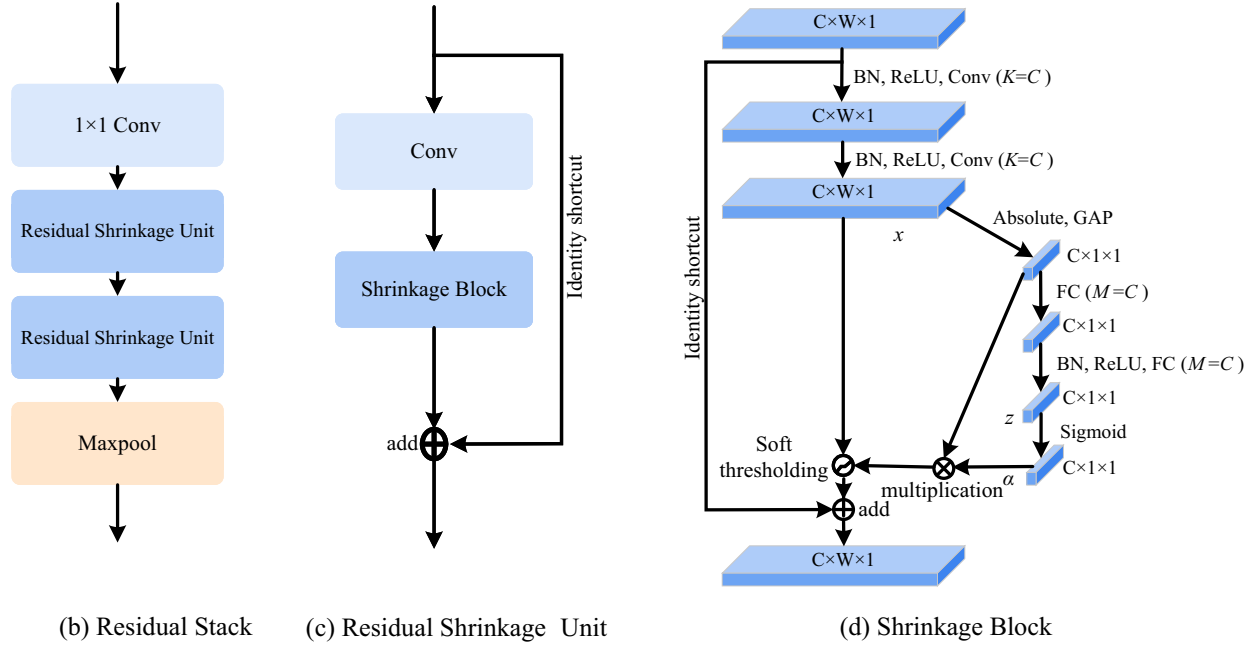 1×1 Conv
Residual Shrinkage Unit
Residual Shrinkage Unit
Maxpool
(b) Residual Stack
Conv
Shrinkage Block
Identity shortcut
add
(c) Residual Shrinkage Unit
C×W×1
BN, ReLU, Conv (K=C )
C×W×1
BN, ReLU, Conv (K=C )
C×W×1
x
Absolute, GAP
C×1×1
FC (M=C )
C×1×1
BN, ReLU, FC (M=C )
C×1×1
z
Sigmoid
C×1×1
α
multiplication
Soft
thresholding
Identity shortcut
add
C×W×1
(d) Shrinkage Block